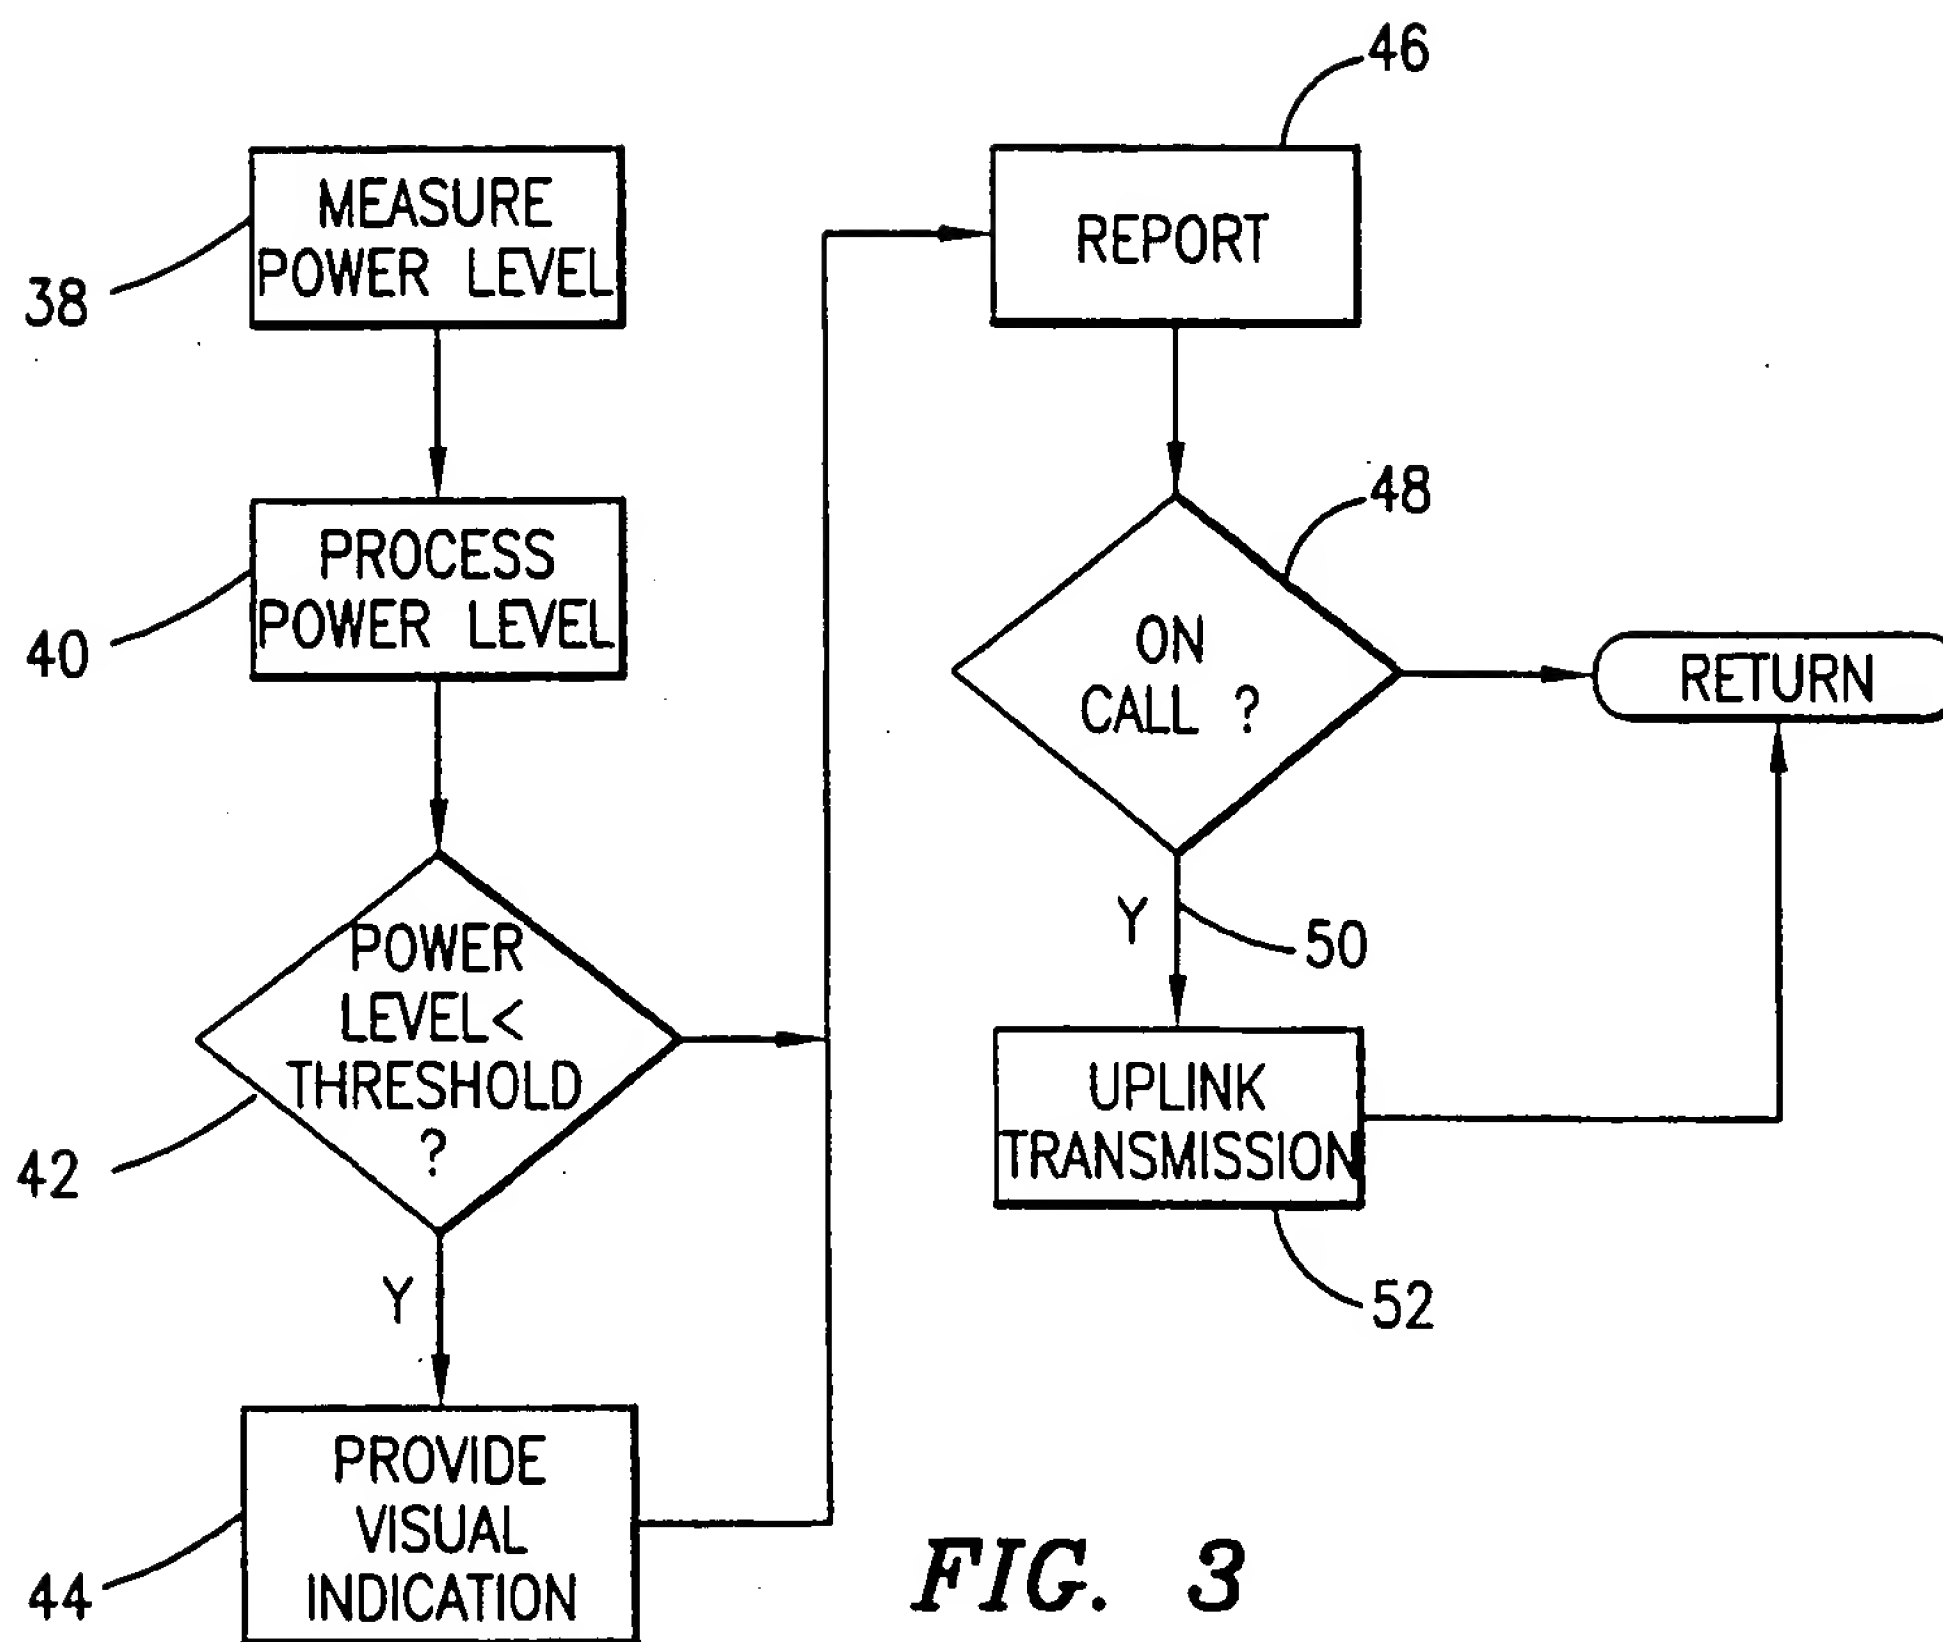 MEASURE
POWER LEVEL
38
PROCESS
POWER LEVEL
40
POWER
LEVEL<
THRESHOLD
?
42
Y
PROVIDE
VISUAL
INDICATION
44
46
REPORT
48
ON
CALL ?
RETURN
Y
50
UPLINK
TRANSMISSION
52
FIG. 3